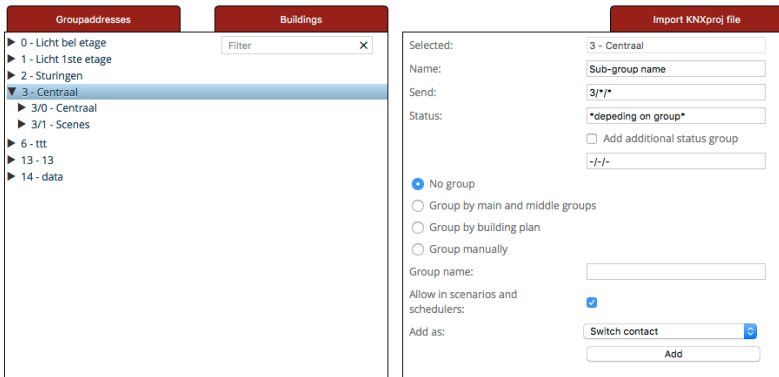 Groupaddresses
Buildings
Import KNXproj file
0 - Licht bel etage
Filter
1 - Licht 1ste etage
2 - Sturingen
3 - Centraal
3/0 - Centraal
3/1 - Scenes
6 - ttt
13 - 13
14 - data
Selected:
3 - Centraal
Name:
Sub-group name
Send:
3/*/*
Status:
*depeding on group*
Add additional status group
-/-/-
No group
Group by main and middle groups
Group by building plan
Group manually
Group name:
Allow in scenarios and
schedulers:
Add as:
Switch contact
Add